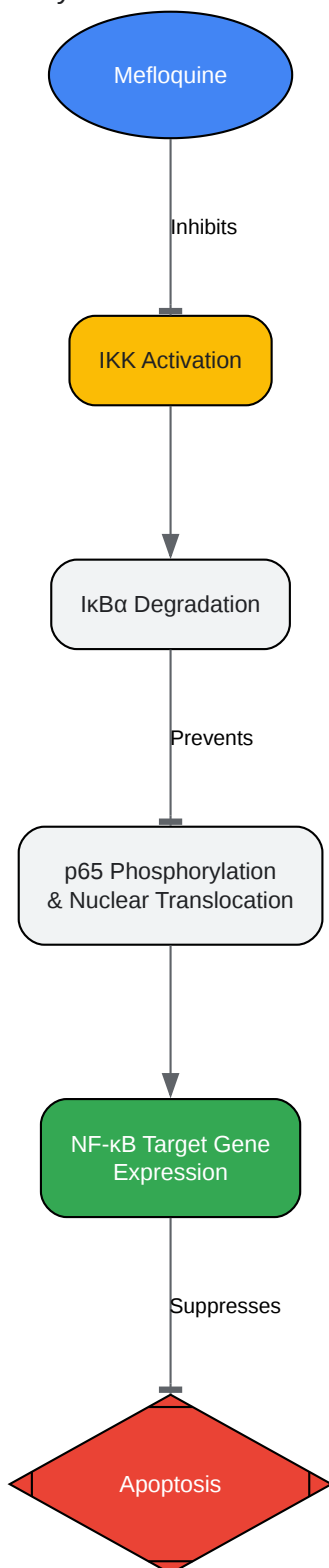 Mefloquine
Inhibits
IKK Activation
IκBα Degradation
Prevents
p65 Phosphorylation
& Nuclear Translocation
NF-κB Target Gene
Expression
Suppresses
Apoptosis